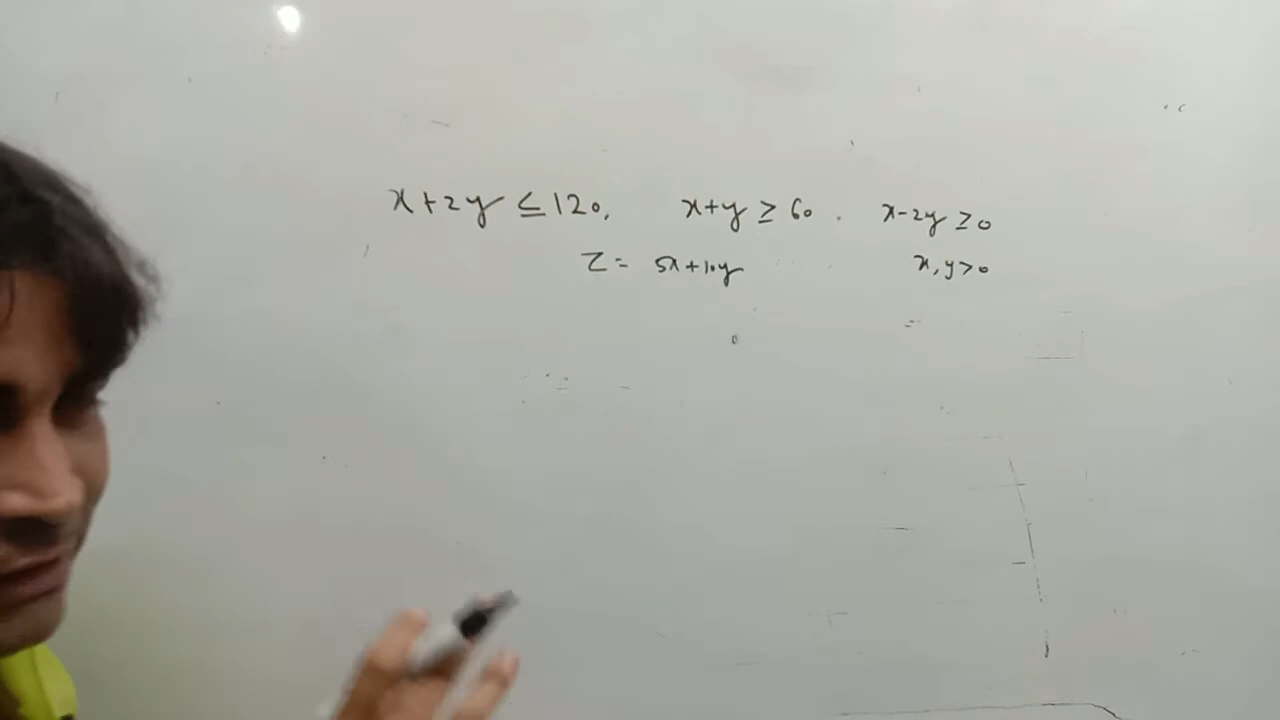 x+2y ≤ 120, x+y ≥ 60. x-2y ≥ 0
Z = 5x+10y x,y>0